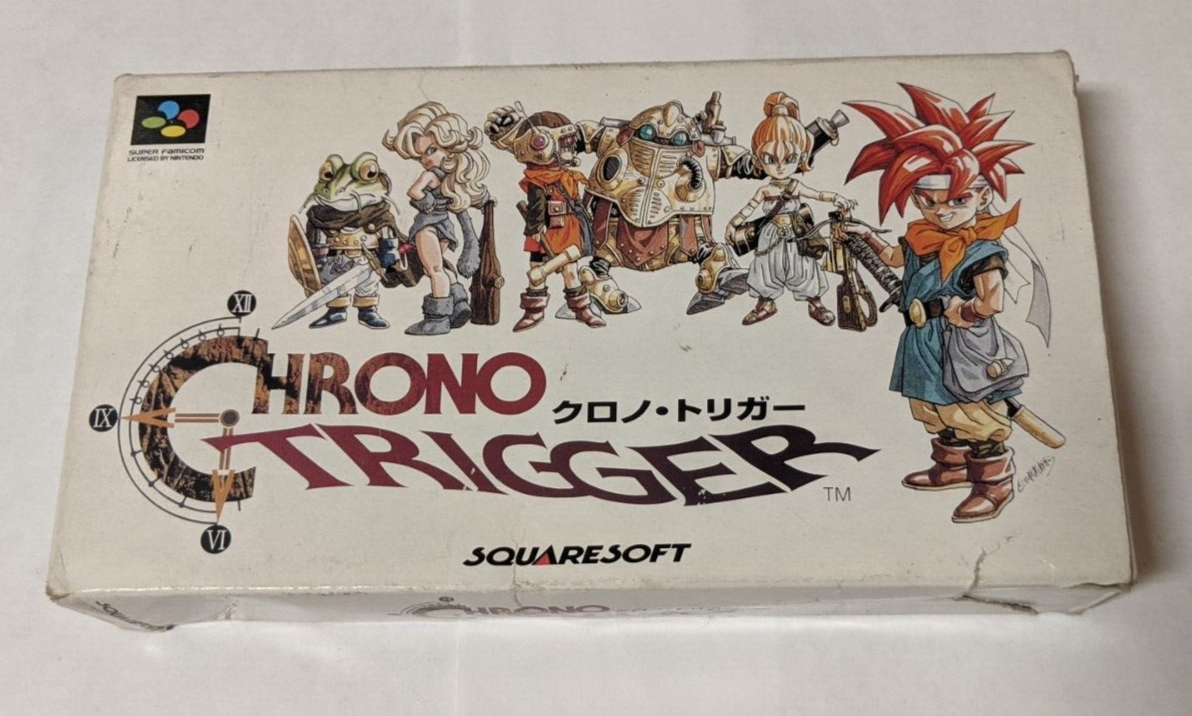 SUPER FAMICOM
LICENSED BY NINTENDO
XII
IX
VI
CHRONO
クロノ・トリガー
TRIGGER
TM
SQUARESOFT
CHRONO